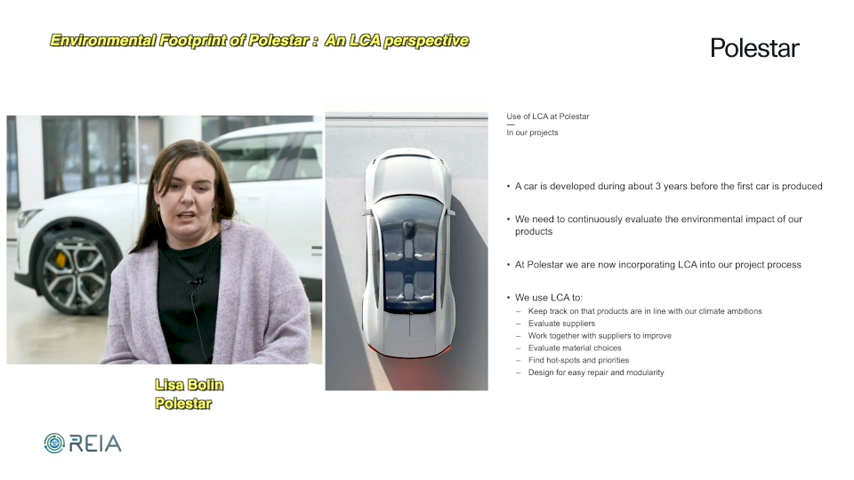 Environmental Footprint of Polestar : An LCA perspective
Polestar
Use of LCA at Polestar
—
In our projects
• A car is developed during about 3 years before the first car is produced
• We need to continuously evaluate the environmental impact of our
products
• At Polestar we are now incorporating LCA into our project process
• We use LCA to:
– Keep track on that products are in line with our climate ambitions
– Evaluate suppliers
– Work together with suppliers to improve
– Evaluate material choices
– Find hot-spots and priorities
– Design for easy repair and modularity
Lisa Bolin
Polestar
REIA